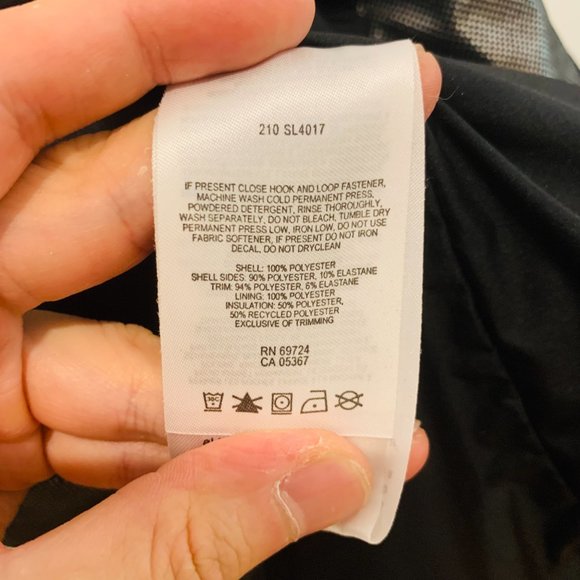 210 SL4017
IF PRESENT CLOSE HOOK AND LOOP FASTENER,
MACHINE WASH COLD PERMANENT PRESS,
POWDERED DETERGENT, RINSE THOROUGHLY,
WASH SEPARATELY, DO NOT BLEACH, TUMBLE DRY
PERMANENT PRESS LOW, IRON LOW, DO NOT USE
FABRIC SOFTENER, IF PRESENT DO NOT IRON
DECAL, DO NOT DRYCLEAN
SHELL: 100% POLYESTER
SHELL SIDES: 90% POLYESTER, 10% ELASTANE
TRIM: 94% POLYESTER, 6% ELASTANE
LINING: 100% POLYESTER
INSULATION: 50% POLYESTER,
50% RECYCLED POLYESTER
EXCLUSIVE OF TRIMMING
RN 69724
CA 05367
30C